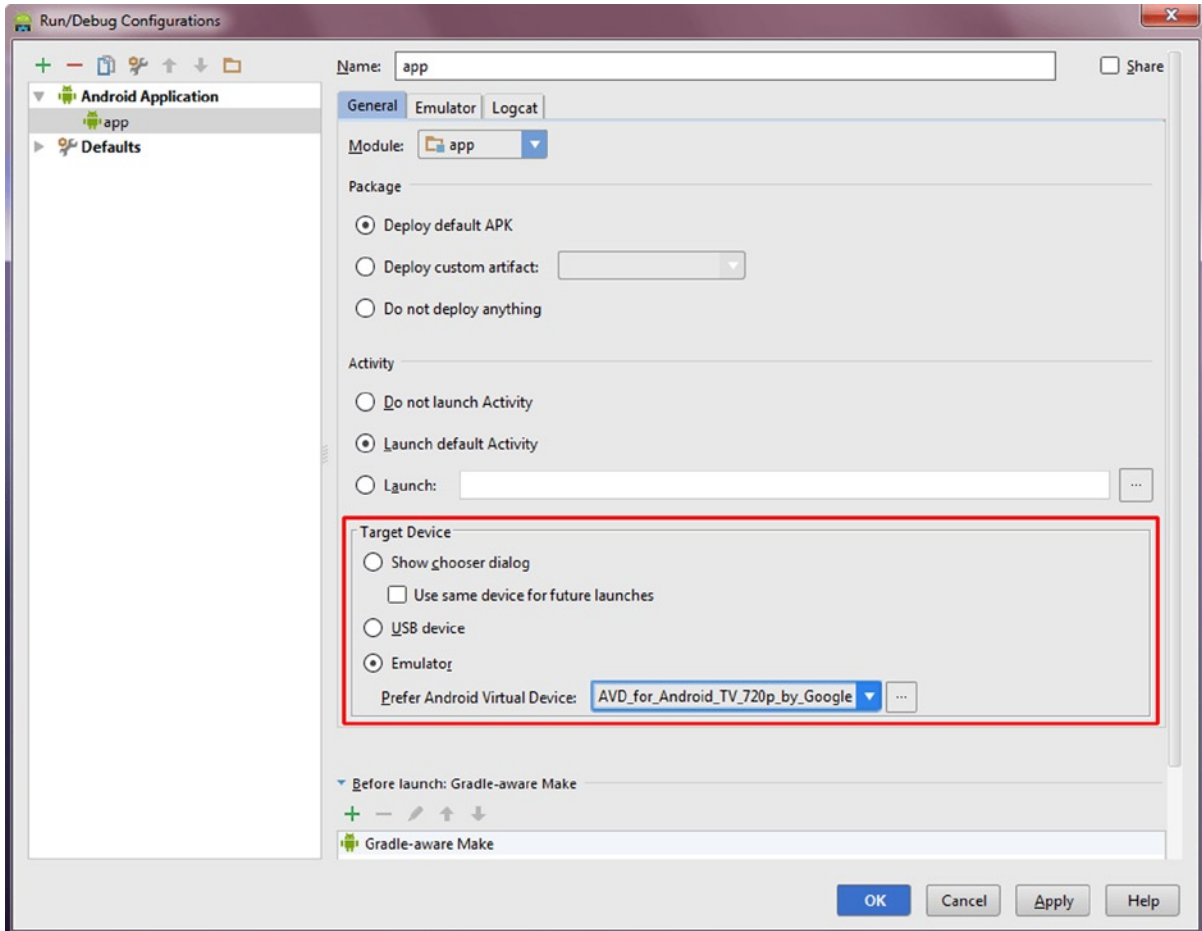 Run/Debug Configurations
Name: app
Share
Android Application
app
Defaults
General Emulator Logcat
Module: app
Package
Deploy default APK
Deploy custom artifact:
Do not deploy anything
Activity
Do not launch Activity
Launch default Activity
Launch:
...
Target Device
Show chooser dialog
Use same device for future launches
USB device
Emulator
Prefer Android Virtual Device: AVD_for_Android_TV_720p_by_Google ...
Before launch: Gradle-aware Make
Gradle-aware Make
OK Cancel Apply Help